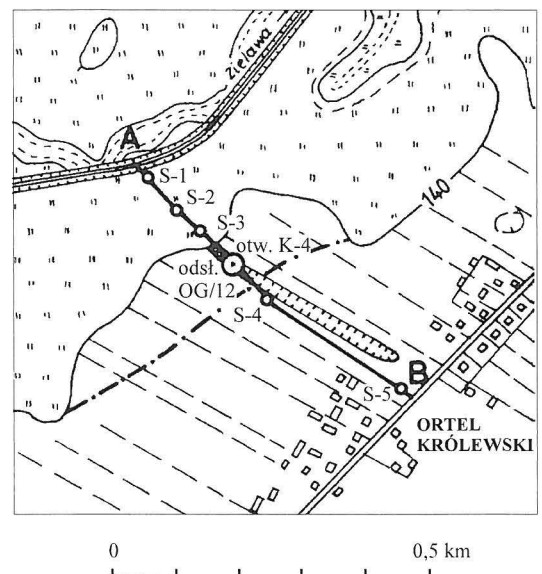 Zielawa
A
S-1
S-2
S-3
otw. K-4
odsł.
OG/12
S-4
140
B
S-5
ORTEL
KRÓLEWSKI
0 0,5 km